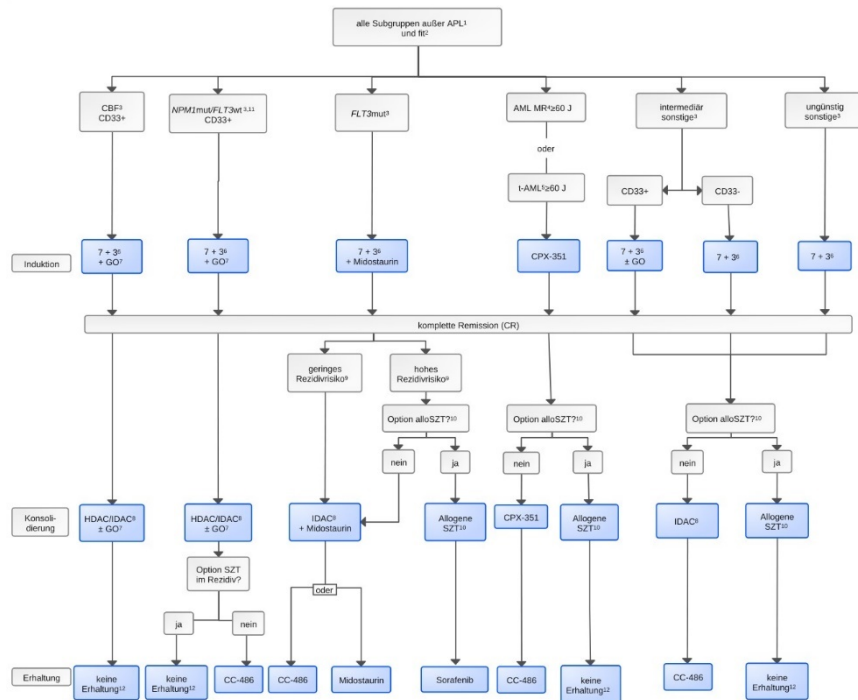 alle Subgruppen außer APL¹
und fit²
CBF³
CD33+
NPM1mut/FLT3wt ³,¹¹
CD33+
FLT3mut³
AML MR⁴≥60 J
oder
t-AML⁵≥60 J
intermediär
sonstige³
ungünstig
sonstige³
CD33+
CD33-
Induktion
7 + 3⁶
+ GO⁷
7 + 3⁶
+ GO⁷
7 + 3⁶
+ Midostaurin
CPX-351
7 + 3⁶
± GO
7 + 3⁶
7 + 3⁶
komplette Remission (CR)
geringes
Rezidivrisiko⁹
hohes
Rezidivrisiko⁹
Option alloSZT?¹⁰
Option alloSZT?¹⁰
Option alloSZT?¹⁰
nein
ja
nein
ja
nein
ja
Konsoli-
dierung
HDAC/IDAC⁸
± GO⁷
HDAC/IDAC⁸
± GO⁷
IDAC⁸
+ Midostaurin
Allogene
SZT¹⁰
CPX-351
Allogene
SZT¹⁰
IDAC⁸
Allogene
SZT¹⁰
Option SZT
im Rezidiv?
oder
ja
nein
Erhaltung
keine
Erhaltung¹²
keine
Erhaltung¹²
CC-486
CC-486
Midostaurin
Sorafenib
CC-486
keine
Erhaltung¹²
CC-486
keine
Erhaltung¹²